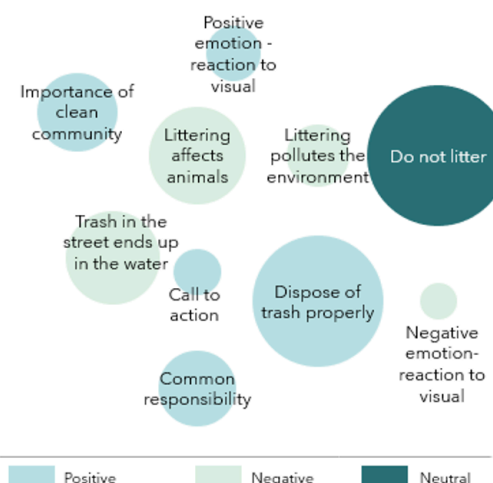 Positive
emotion -
reaction to
visual
Importance of
clean
community
Littering
affects
animals
Littering
pollutes the
environment
Do not litter
Trash in the
street ends up
in the water
Call to
action
Dispose of
trash properly
Negative
emotion-
reaction to
visual
Common
responsibility
Positive
Negative
Neutral